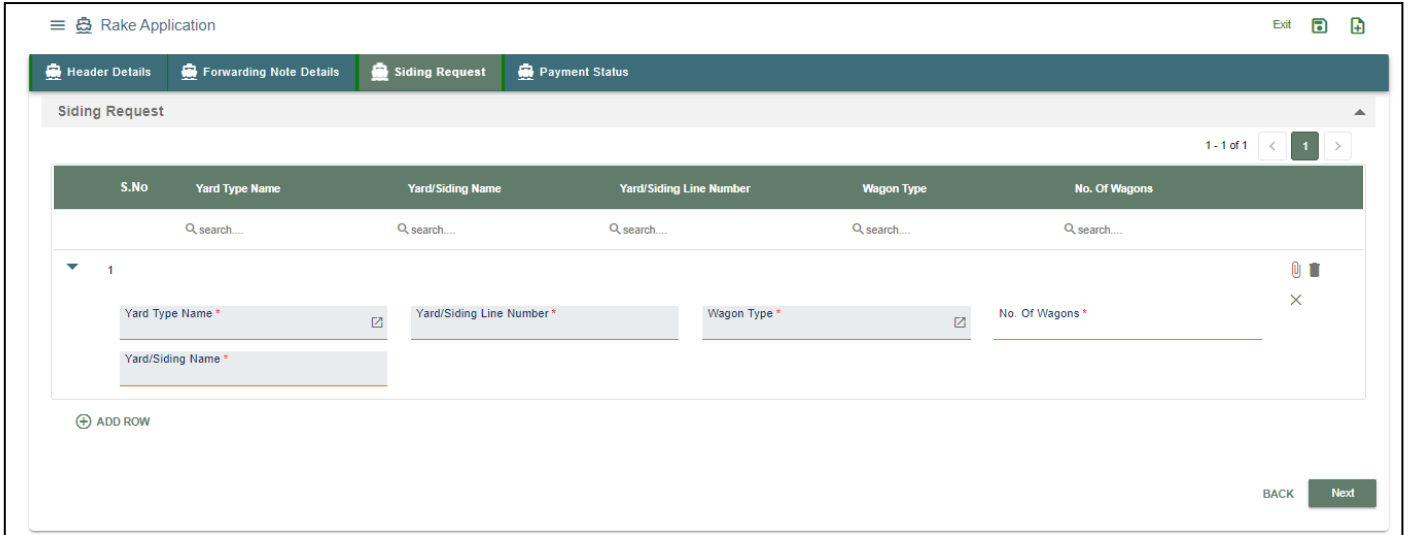 Rake Application Exit
Header Details Forwarding Note Details Siding Request Payment Status
Siding Request
1 - 1 of 1 < 1 >
S.No Yard Type Name Yard/Siding Name Yard/Siding Line Number Wagon Type No. Of Wagons
search.... search.... search.... search.... search....
1
Yard Type Name * Yard/Siding Line Number * Wagon Type * No. Of Wagons *
Yard/Siding Name *
ADD ROW
BACK Next